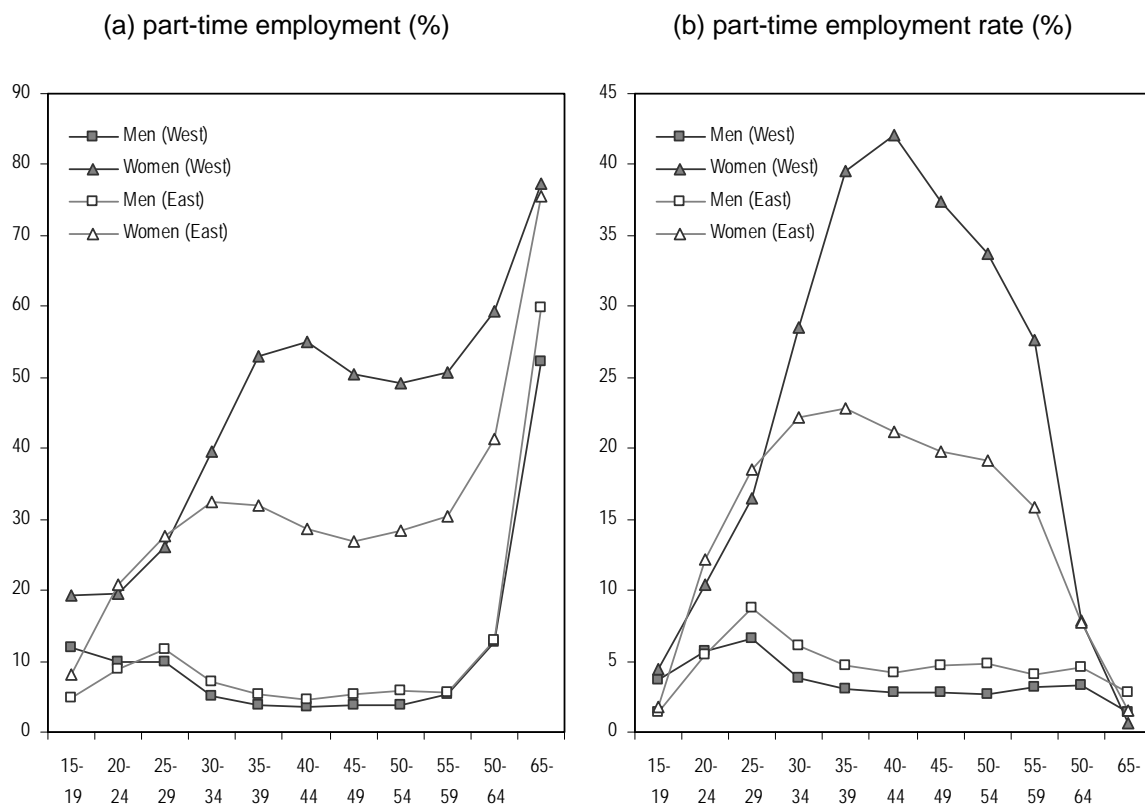 (a) part-time employment (%)
90
80
70
60
50
40
30
20
10
0
Men (West)
Women (West)
Men (East)
Women (East)
15- 20- 25- 30- 35- 40- 45- 50- 55- 50- 65-
19 24 29 34 39 44 49 54 59 64
(b) part-time employment rate (%)
45
40
35
30
25
20
15
10
5
0
Men (West)
Women (West)
Men (East)
Women (East)
15- 20- 25- 30- 35- 40- 45- 50- 55- 50- 65-
19 24 29 34 39 44 49 54 59 64